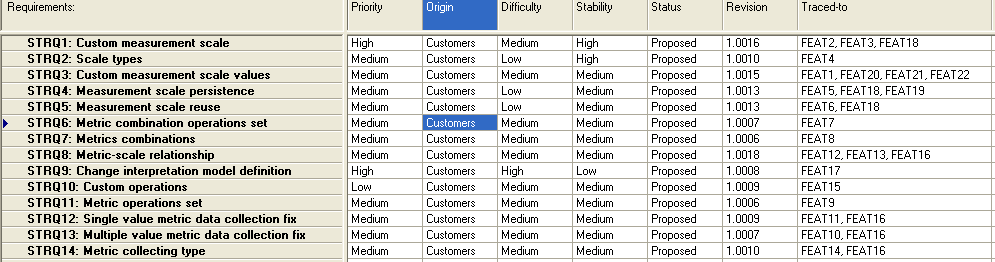 Requirements: Priority Origin Difficulty Stability Status Revision Traced-to
STRQ1: Custom measurement scale High Customers Medium High Proposed 1.0016 FEAT2, FEAT3, FEAT18
STRQ2: Scale types Medium Customers Low High Proposed 1.0010 FEAT4
STRQ3: Custom measurement scale values Medium Customers Medium Medium Proposed 1.0015 FEAT1, FEAT20, FEAT21, FEAT22
STRQ4: Measurement scale persistence Medium Customers Low Medium Proposed 1.0013 FEAT5, FEAT18, FEAT19
STRQ5: Measurement scale reuse Medium Customers Low Medium Proposed 1.0013 FEAT6, FEAT18
STRQ6: Metric combination operations set Medium Customers Medium Medium Proposed 1.0007 FEAT7
STRQ7: Metrics combinations Medium Customers Medium Medium Proposed 1.0006 FEAT8
STRQ8: Metric-scale relationship Medium Customers Medium Medium Proposed 1.0018 FEAT12, FEAT13, FEAT16
STRQ9: Change interpretation model definition High Customers High Low Proposed 1.0008 FEAT17
STRQ10: Custom operations Low Customers Medium Medium Proposed 1.0009 FEAT15
STRQ11: Metric operations set Medium Customers Medium Medium Proposed 1.0006 FEAT9
STRQ12: Single value metric data collection fix Medium Customers Medium Medium Proposed 1.0009 FEAT11, FEAT16
STRQ13: Multiple value metric data collection fix Medium Customers Medium Medium Proposed 1.0007 FEAT10, FEAT16
STRQ14: Metric collecting type Medium Customers Medium Medium Proposed 1.0010 FEAT14, FEAT16